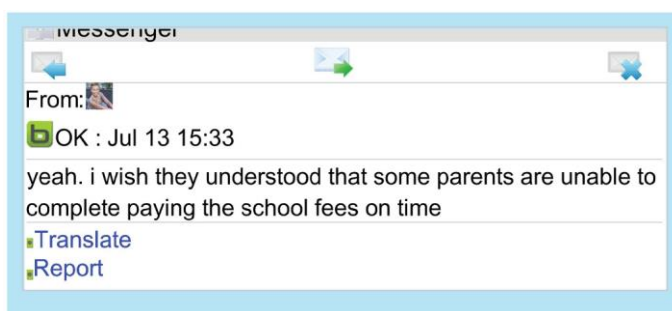 Messenger
From:
OK : Jul 13 15:33
yeah. i wish they understood that some parents are unable to
complete paying the school fees on time
Translate
Report